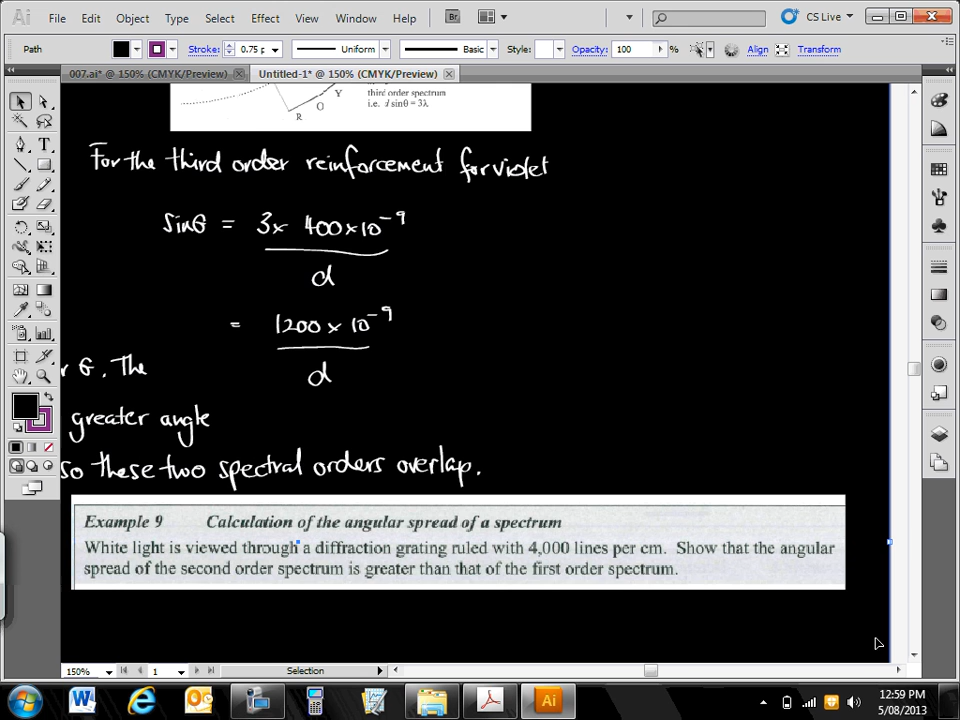 Ai File Edit Object Type Select Effect View Window Help Br CS Live
Path Stroke: 0.75 p Uniform Basic Style: Opacity: 100 % Align Transform
007.ai* @ 150% (CMYK/Preview) Untitled-1* @ 150% (CMYK/Preview)
third order spectrum
i.e. d sinθ = 3λ
Y
O
R
For the third order reinforcement for violet
sinθ = 3 × 400 × 10⁻⁹
d
= 1200 × 10⁻⁹
d
r θ. The
greater angle
so these two spectral orders overlap.
Example 9 Calculation of the angular spread of a spectrum
White light is viewed through a diffraction grating ruled with 4,000 lines per cm. Show that the angular
spread of the second order spectrum is greater than that of the first order spectrum.
150% 1 Selection
12:59 PM
5/08/2013